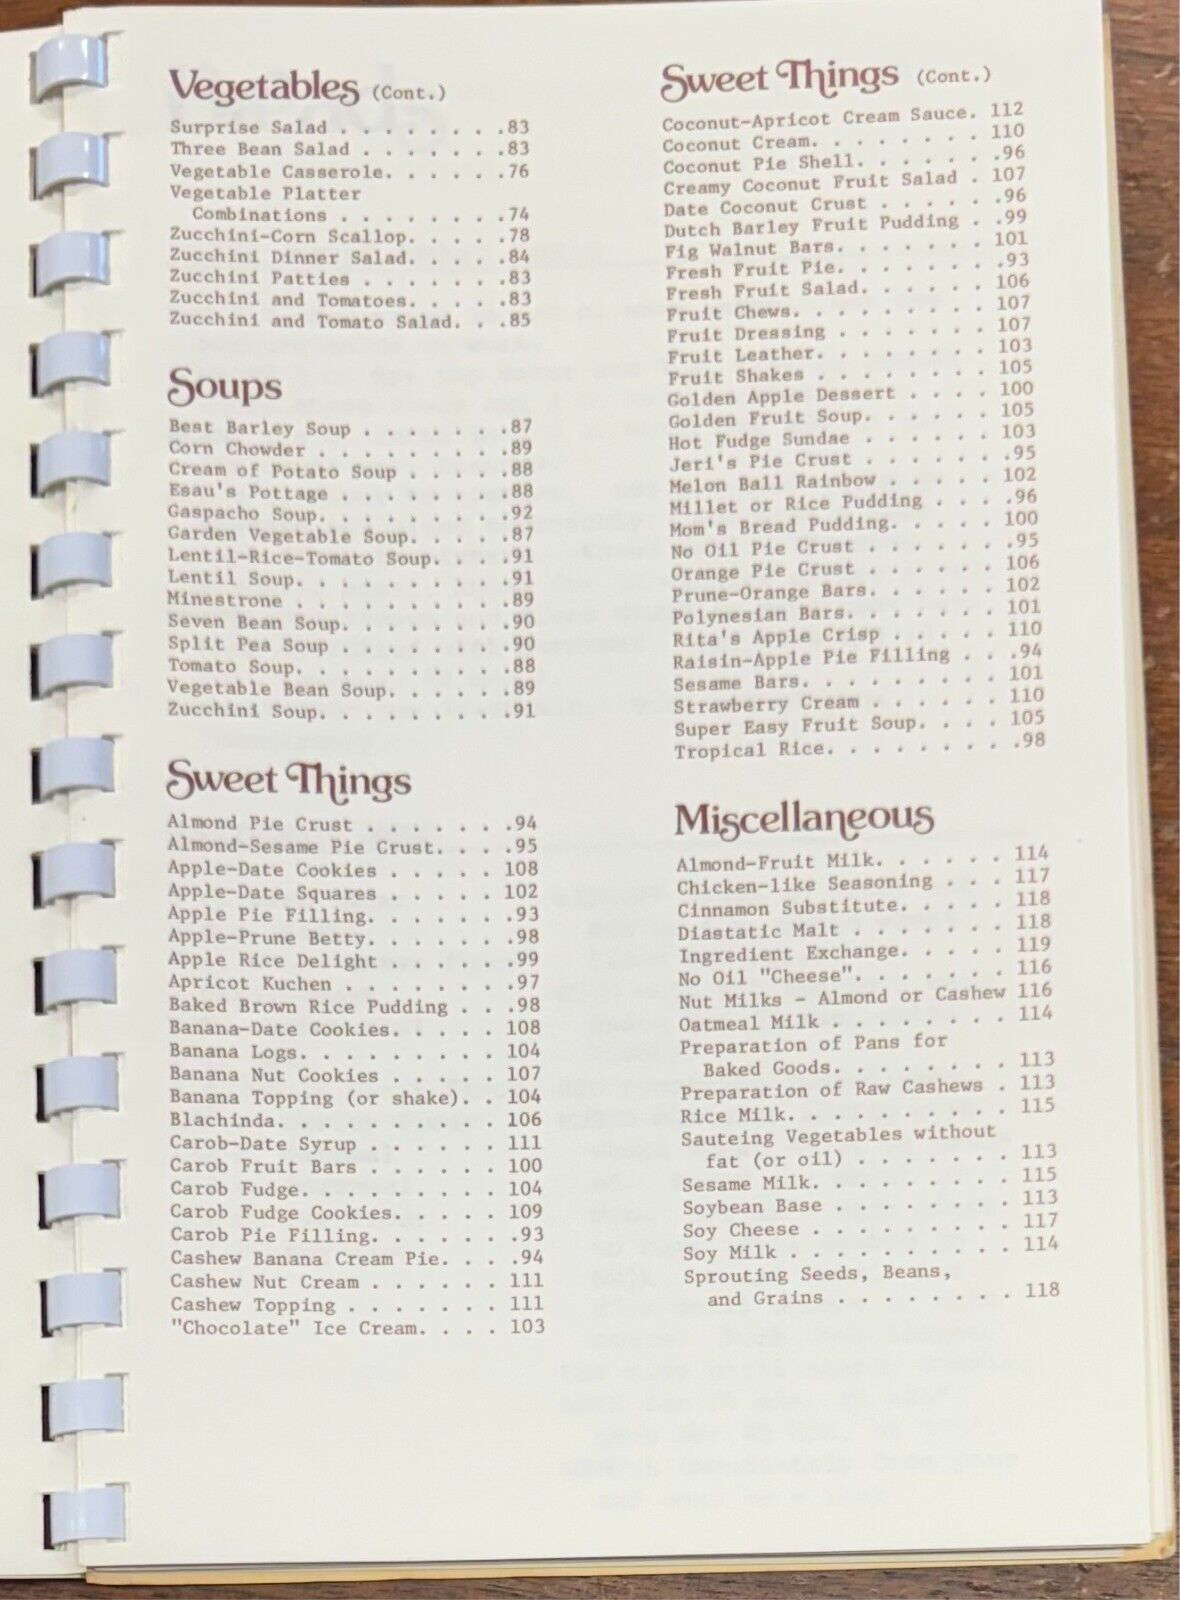 Vegetables (Cont.)
Surprise Salad . . . . . . . .83
Three Bean Salad . . . . . . .83
Vegetable Casserole. . . . . .76
Vegetable Platter
Combinations . . . . . . . .74
Zucchini-Corn Scallop. . . . .78
Zucchini Dinner Salad. . . . .84
Zucchini Patties . . . . . . .83
Zucchini and Tomatoes. . . . .83
Zucchini and Tomato Salad. . .85
Soups
Best Barley Soup . . . . . . .87
Corn Chowder . . . . . . . . .89
Cream of Potato Soup . . . . .88
Esau's Pottage . . . . . . . .88
Gaspacho Soup. . . . . . . . .92
Garden Vegetable Soup. . . . .87
Lentil-Rice-Tomato Soup. . . .91
Lentil Soup. . . . . . . . . .91
Minestrone . . . . . . . . . .89
Seven Bean Soup. . . . . . . .90
Split Pea Soup . . . . . . . .90
Tomato Soup. . . . . . . . . .88
Vegetable Bean Soup. . . . . .89
Zucchini Soup. . . . . . . . .91
Sweet Things
Almond Pie Crust . . . . . . .94
Almond-Sesame Pie Crust. . . .95
Apple-Date Cookies . . . . . 108
Apple-Date Squares . . . . . 102
Apple Pie Filling. . . . . . .93
Apple-Prune Betty. . . . . . .98
Apple Rice Delight . . . . . .99
Apricot Kuchen . . . . . . . .97
Baked Brown Rice Pudding . . .98
Banana-Date Cookies. . . . . 108
Banana Logs. . . . . . . . . 104
Banana Nut Cookies . . . . . 107
Banana Topping (or shake). . 104
Blachinda. . . . . . . . . . 106
Carob-Date Syrup . . . . . . 111
Carob Fruit Bars . . . . . . 100
Carob Fudge. . . . . . . . . 104
Carob Fudge Cookies. . . . . 109
Carob Pie Filling. . . . . . .93
Cashew Banana Cream Pie. . . .94
Cashew Nut Cream . . . . . . 111
Cashew Topping . . . . . . . 111
"Chocolate" Ice Cream. . . . 103
Sweet Things (Cont.)
Coconut-Apricot Cream Sauce. 112
Coconut Cream. . . . . . . . 110
Coconut Pie Shell. . . . . . .96
Creamy Coconut Fruit Salad . 107
Date Coconut Crust . . . . . .96
Dutch Barley Fruit Pudding . .99
Fig Walnut Bars. . . . . . . 101
Fresh Fruit Pie. . . . . . . .93
Fresh Fruit Salad. . . . . . 106
Fruit Chews. . . . . . . . . 107
Fruit Dressing . . . . . . . 107
Fruit Leather. . . . . . . . 103
Fruit Shakes . . . . . . . . 105
Golden Apple Dessert . . . . 100
Golden Fruit Soup. . . . . . 105
Hot Fudge Sundae . . . . . . 103
Jeri's Pie Crust . . . . . . .95
Melon Ball Rainbow . . . . . 102
Millet or Rice Pudding . . . .96
Mom's Bread Pudding. . . . . 100
No Oil Pie Crust . . . . . . .95
Orange Pie Crust . . . . . . 106
Prune-Orange Bars. . . . . . 102
Polynesian Bars. . . . . . . 101
Rita's Apple Crisp . . . . . 110
Raisin-Apple Pie Filling . . .94
Sesame Bars. . . . . . . . . 101
Strawberry Cream . . . . . . 110
Super Easy Fruit Soup. . . . 105
Tropical Rice. . . . . . . . .98
Miscellaneous
Almond-Fruit Milk. . . . . . 114
Chicken-like Seasoning . . . 117
Cinnamon Substitute. . . . . 118
Diastatic Malt . . . . . . . 118
Ingredient Exchange. . . . . 119
No Oil "Cheese". . . . . . . 116
Nut Milks - Almond or Cashew 116
Oatmeal Milk . . . . . . . . 114
Preparation of Pans for
Baked Goods. . . . . . . . 113
Preparation of Raw Cashews . 113
Rice Milk. . . . . . . . . . 115
Sauteing Vegetables without
fat (or oil) . . . . . . . 113
Sesame Milk. . . . . . . . . 115
Soybean Base . . . . . . . . 113
Soy Cheese . . . . . . . . . 117
Soy Milk . . . . . . . . . . 114
Sprouting Seeds, Beans,
and Grains . . . . . . . . 118